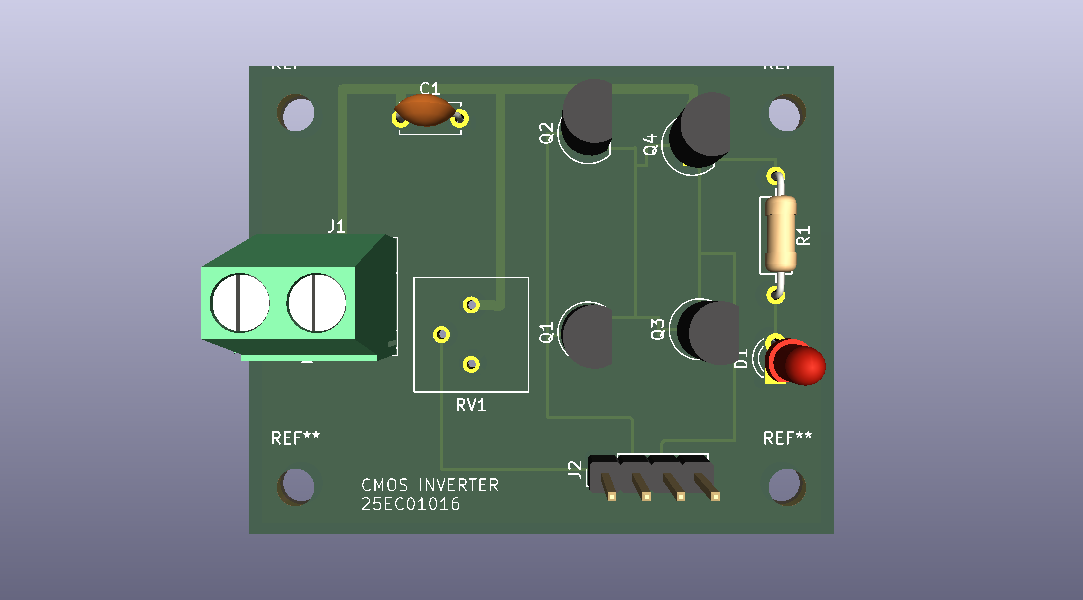 C1
Q2
Q4
J1
R1
Q1
Q3
D1
RV1
REF**
REF**
J2
CMOS INVERTER
25EC01016